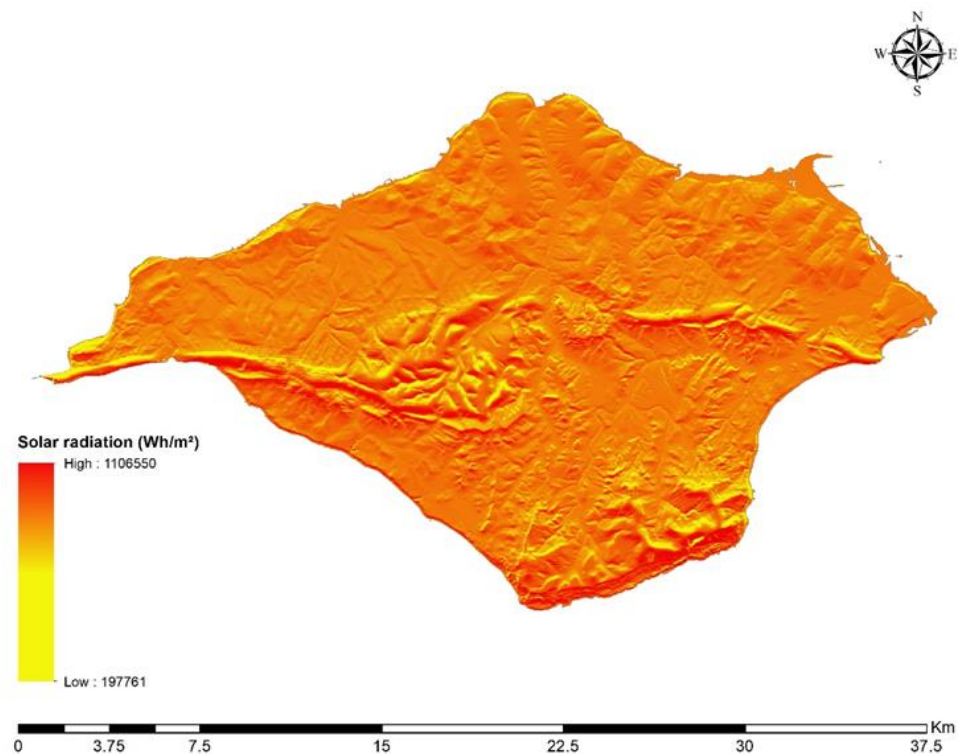 N
W E
S
Solar radiation (Wh/m²)
High : 1106550
Low : 197761
Km
0 3.75 7.5 15 22.5 30 37.5